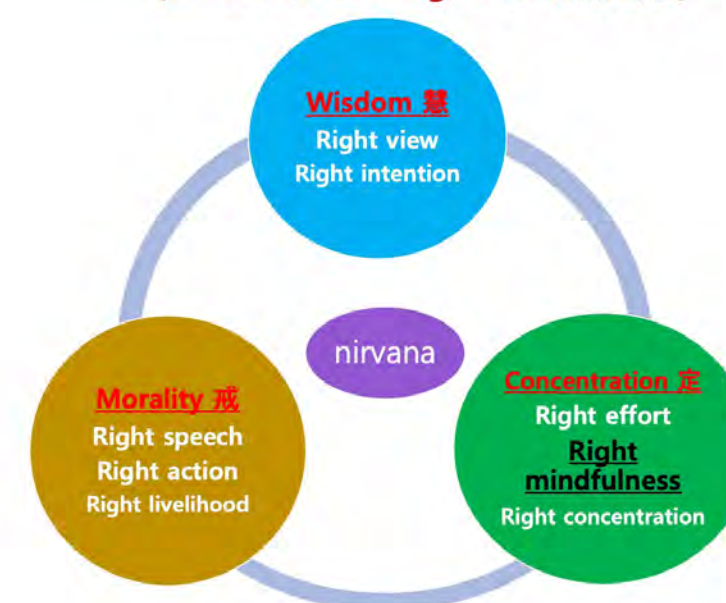 Wisdom 慧
Right view
Right intention
nirvana
Morality 戒
Right speech
Right action
Right livelihood
Concentration 定
Right effort
Right
mindfulness
Right concentration